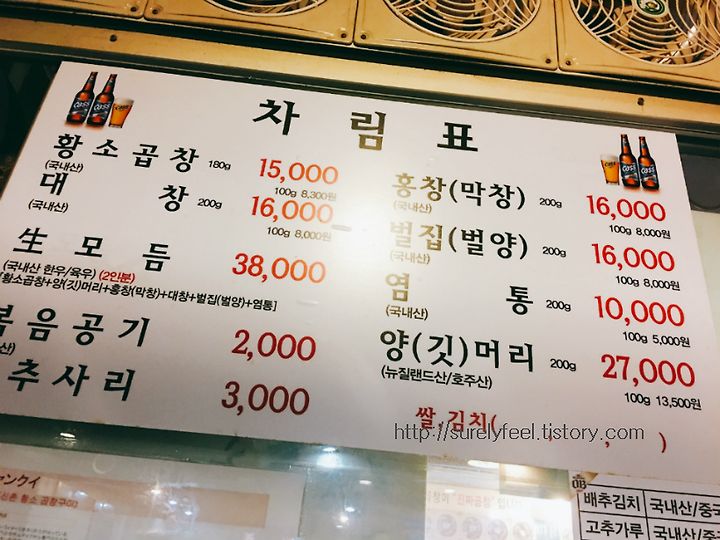 차림표
황소곱창 180g 15,000
(국내산) 100g 8,300원
대창 200g 16,000
(국내산) 100g 8,000원
生모듬 38,000
(국내산 한우/육우) (2인분)
황소곱창+양(깃)머리+홍창(막창)+대창+벌집(벌양)+염통]
볶음공기 2,000
추사리 3,000
홍창(막창) 200g 16,000
(국내산) 100g 8,000원
벌집(벌양) 200g 16,000
(국내산) 100g 8,000원
염통 200g 10,000
(국내산) 100g 5,000원
양(깃)머리 200g 27,000
(뉴질랜드산/호주산) 100g 13,500원
쌀,김치( , )
http://surelyfeel.tistory.com
Cass
Cass
OB
배추김치 국내산/중국
고추가루 국내산/중